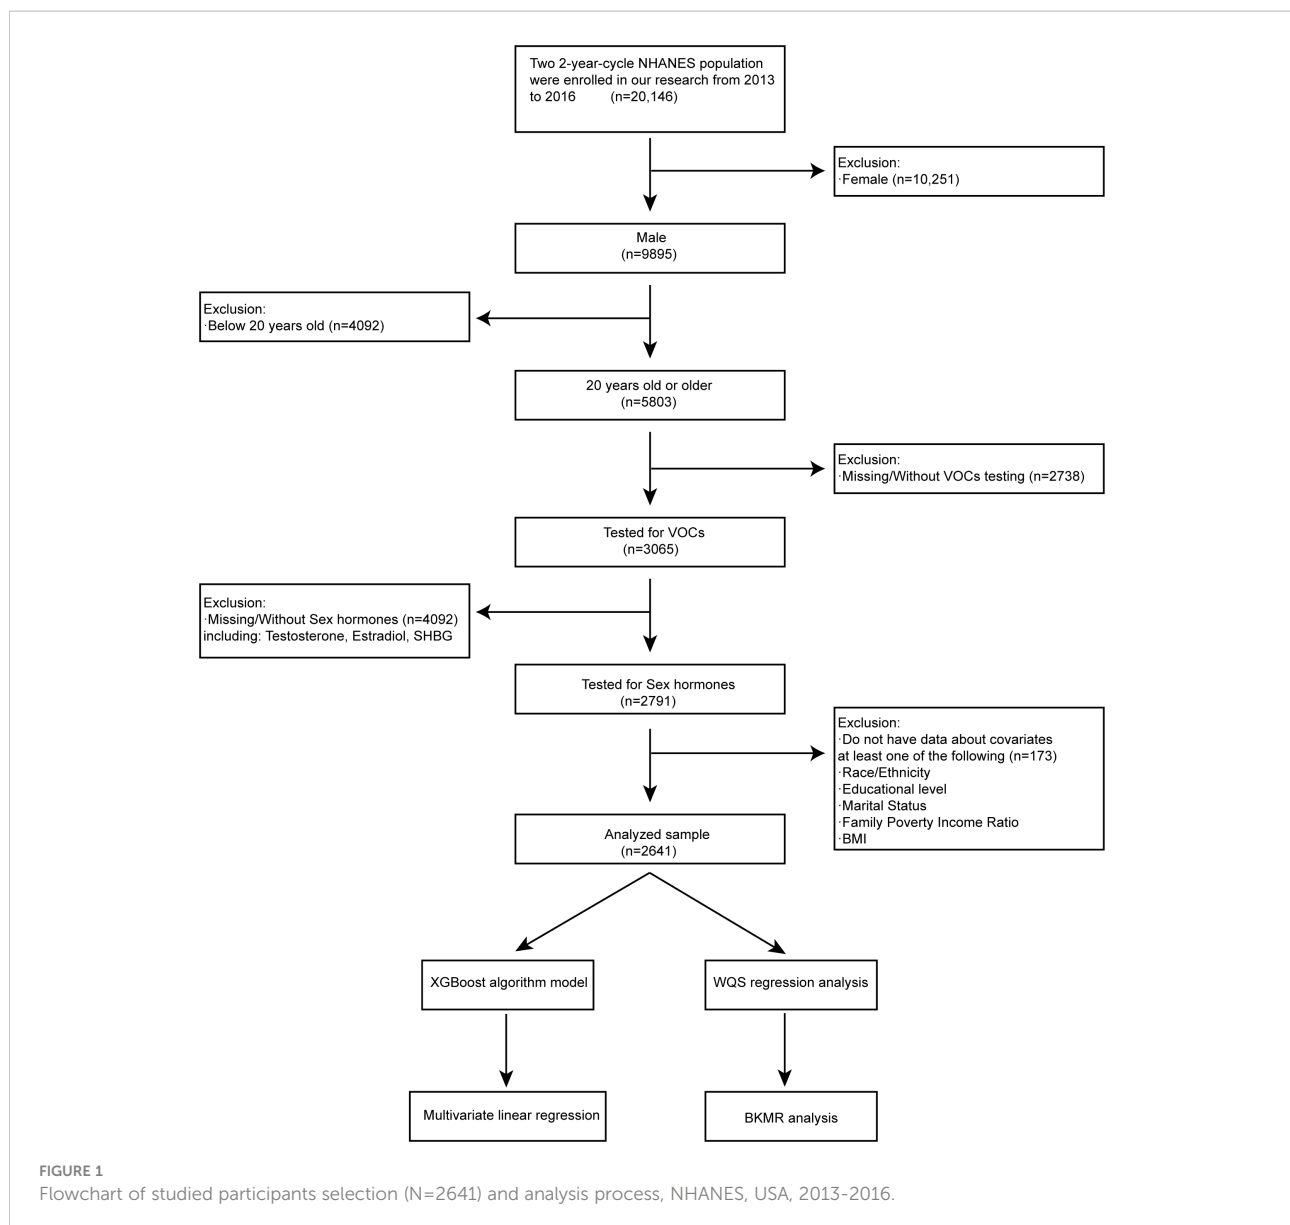 Two 2-year-cycle NHANES population
were enrolled in our research from 2013
to 2016 (n=20,146)
Exclusion:
·Female (n=10,251)
Male
(n=9895)
Exclusion:
·Below 20 years old (n=4092)
20 years old or older
(n=5803)
Exclusion:
·Missing/Without VOCs testing (n=2738)
Tested for VOCs
(n=3065)
Exclusion:
·Missing/Without Sex hormones (n=4092)
including: Testosterone, Estradiol, SHBG
Tested for Sex hormones
(n=2791)
Exclusion:
·Do not have data about covariates
at least one of the following (n=173)
·Race/Ethnicity
·Educational level
·Marital Status
·Family Poverty Income Ratio
·BMI
Analyzed sample
(n=2641)
XGBoost algorithm model
WQS regression analysis
Multivariate linear regression
BKMR analysis
FIGURE 1
Flowchart of studied participants selection (N=2641) and analysis process, NHANES, USA, 2013-2016.